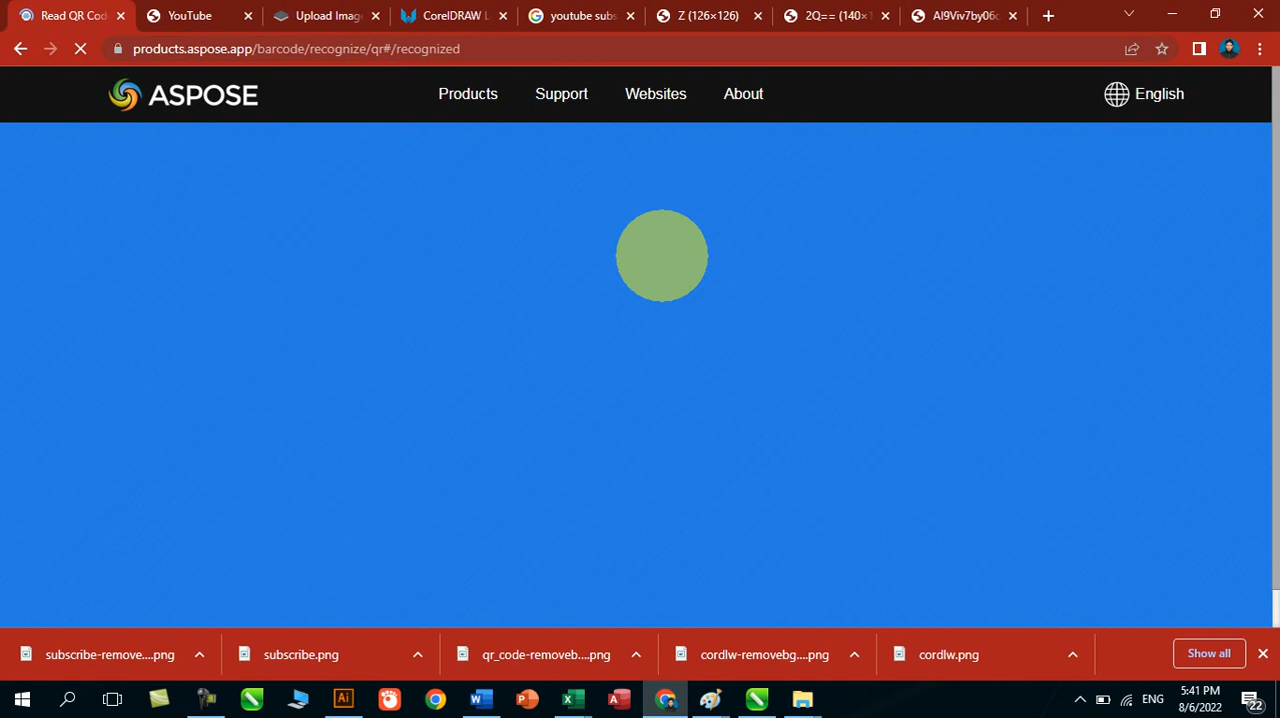 Read QR Cod
YouTube
Upload Imag
CorelDRAW L
youtube subs
Z (126×126)
2Q== (140×1
AI9Viv7by06c
products.aspose.app/barcode/recognize/qr#/recognized
ASPOSE
Products
Support
Websites
About
English
subscribe-remove....png
subscribe.png
qr_code-removeb....png
cordlw-removebg....png
cordlw.png
Show all
ENG
5:41 PM
8/6/2022
22